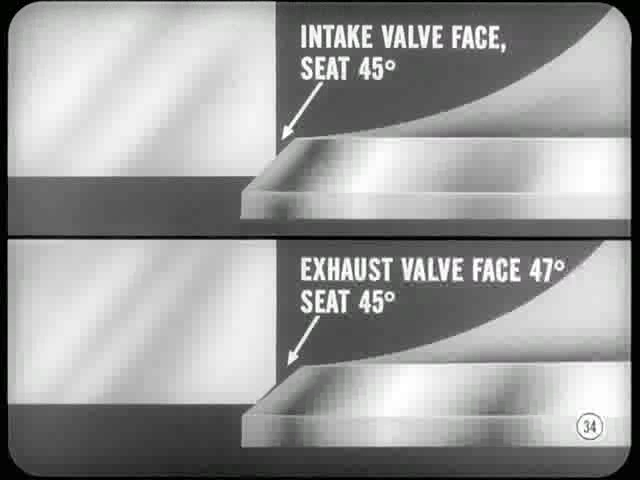 INTAKE VALVE FACE,
SEAT 45°
EXHAUST VALVE FACE 47°
SEAT 45°
34